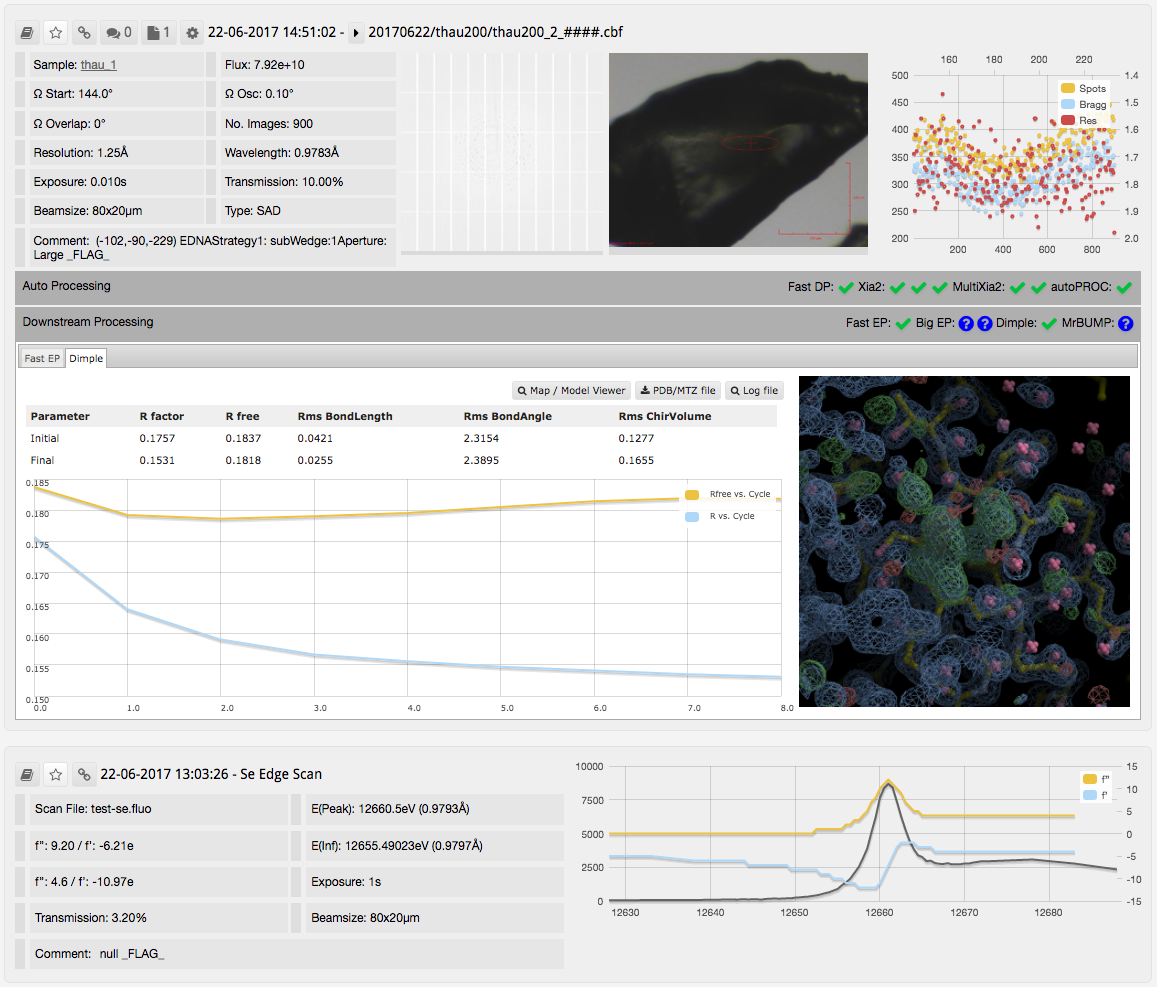 0 1 22-06-2017 14:51:02 - 20170622/thau200/thau200_2_####.cbf
Sample: thau_1 Flux: 7.92e+10
Ω Start: 144.0° Ω Osc: 0.10°
Ω Overlap: 0° No. Images: 900
Resolution: 1.25Å Wavelength: 0.9783Å
Exposure: 0.010s Transmission: 10.00%
Beamsize: 80x20µm Type: SAD
Comment: (-102,-90,-229) EDNAStrategy1: subWedge:1Aperture:
Large _FLAG_
160 180 200 220
500 1.4
450 1.5
400 1.6
350 1.7
300 1.8
250 1.9
200 2.0
200 400 600 800
Spots
Bragg
Res
Auto Processing Fast DP: Xia2: MultiXia2: autoPROC:
Downstream Processing Fast EP: Big EP: ? ? Dimple: MrBUMP: ?
Fast EP Dimple
Map / Model Viewer PDB/MTZ file Log file
Parameter R factor R free Rms BondLength Rms BondAngle Rms ChirVolume
Initial 0.1757 0.1837 0.0421 2.3154 0.1277
Final 0.1531 0.1818 0.0255 2.3895 0.1655
0.185
0.180
0.175
0.170
0.165
0.160
0.155
0.150
0.0 1.0 2.0 3.0 4.0 5.0 6.0 7.0 8.0
Rfree vs. Cycle
R vs. Cycle
22-06-2017 13:03:26 - Se Edge Scan
Scan File: test-se.fluo E(Peak): 12660.5eV (0.9793Å)
f'': 9.20 / f': -6.21e E(Inf): 12655.49023eV (0.9797Å)
f'': 4.6 / f': -10.97e Exposure: 1s
Transmission: 3.20% Beamsize: 80x20µm
Comment: null _FLAG_
10000 15
10
7500 5
5000 0
-5
2500 -10
0 -15
12630 12640 12650 12660 12670 12680
f''
f'